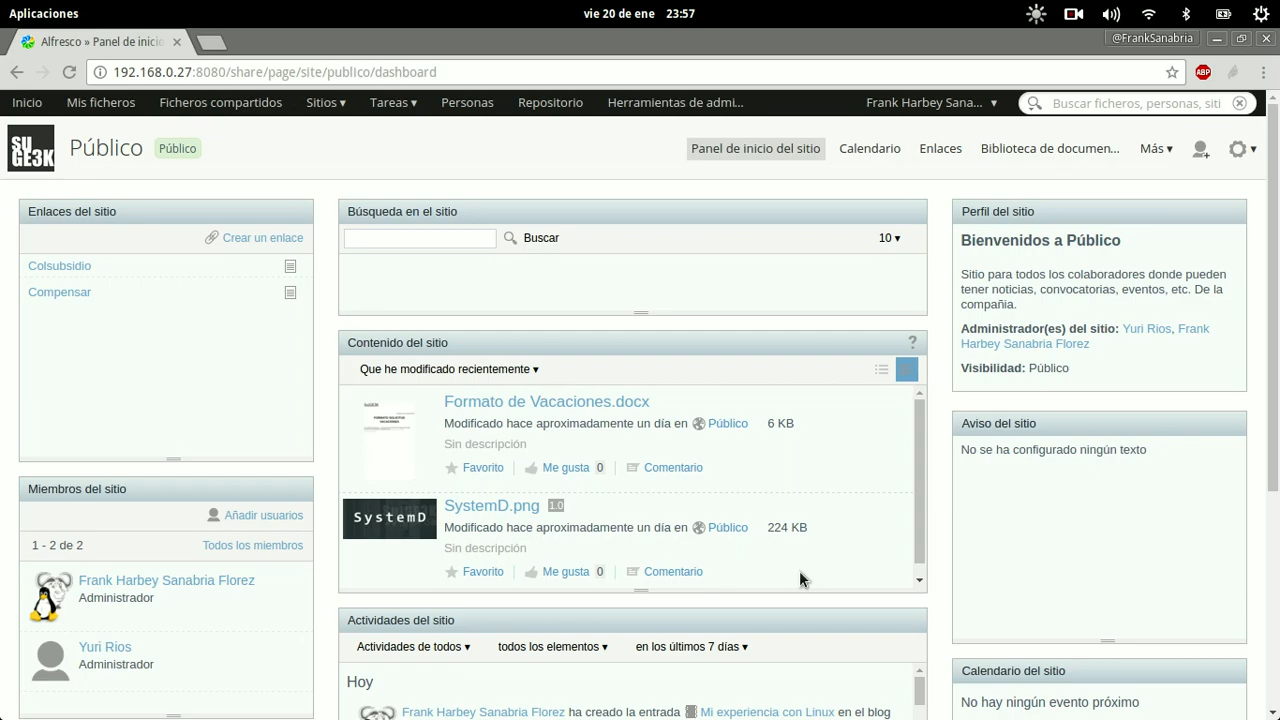 Aplicaciones
vie 20 de ene 23:57
Alfresco » Panel de inicio
@FrankSanabria
192.168.0.27:8080/share/page/site/publico/dashboard
ABP
Inicio
Mis ficheros
Ficheros compartidos
Sitios ▾
Tareas ▾
Personas
Repositorio
Herramientas de admi...
Frank Harbey Sana... ▾
Buscar ficheros, personas, siti
SU
GE3K
Público
Público
Panel de inicio del sitio
Calendario
Enlaces
Biblioteca de documen...
Más ▾
Enlaces del sitio
Crear un enlace
Colsubsidio
Compensar
Miembros del sitio
Añadir usuarios
1 - 2 de 2
Todos los miembros
Frank Harbey Sanabria Florez
Administrador
Yuri Rios
Administrador
Búsqueda en el sitio
Buscar
10 ▾
Contenido del sitio
?
Que he modificado recientemente ▾
Formato de Vacaciones.docx
Modificado hace aproximadamente un día en Público 6 KB
Sin descripción
Favorito
Me gusta 0
Comentario
SystemD
SystemD.png 1.0
Modificado hace aproximadamente un día en Público 224 KB
Sin descripción
Favorito
Me gusta 0
Comentario
Actividades del sitio
Actividades de todos ▾
todos los elementos ▾
en los últimos 7 días ▾
Hoy
Frank Harbey Sanabria Florez ha creado la entrada Mi experiencia con Linux en el blog
Perfil del sitio
Bienvenidos a Público
Sitio para todos los colaboradores donde pueden
tener noticias, convocatorias, eventos, etc. De la
compañia.
Administrador(es) del sitio: Yuri Rios, Frank
Harbey Sanabria Florez
Visibilidad: Público
Aviso del sitio
No se ha configurado ningún texto
Calendario del sitio
No hay ningún evento próximo